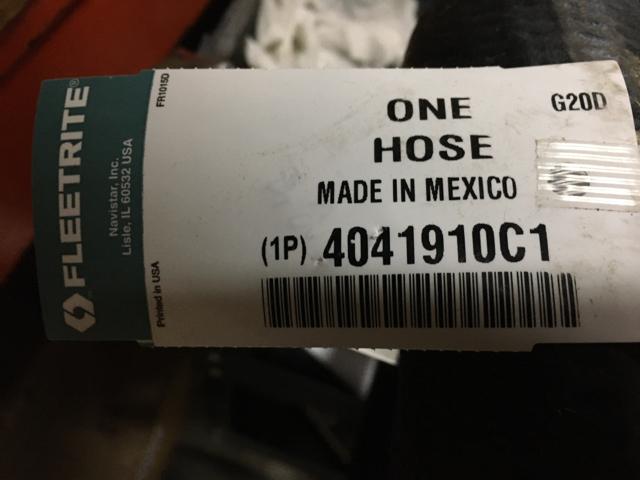 FLEETRITE®
Navistar, Inc.
Lisle, IL 60532 USA
FR1015D
Printed in USA
ONE
HOSE
G20D
MADE IN MEXICO
(1P) 4041910C1